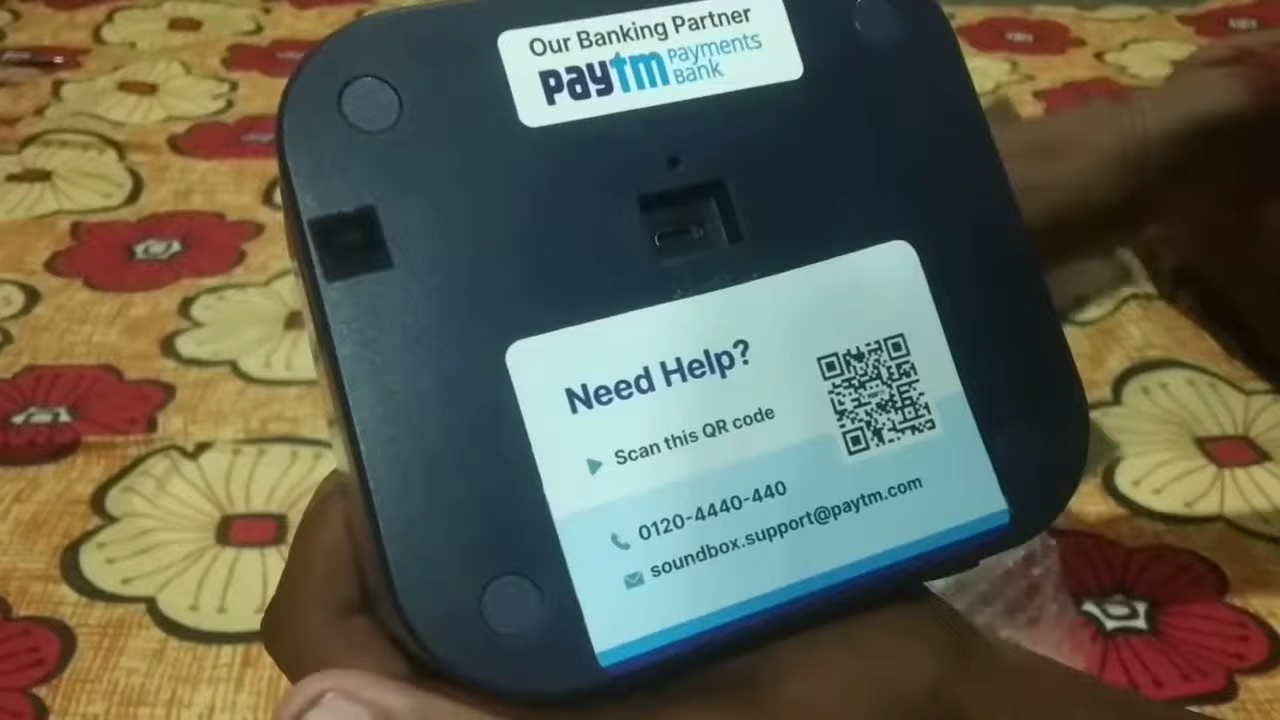 Our Banking Partner
paytm Payments Bank
Need Help?
Scan this QR code
0120-4440-440
soundbox.support@paytm.com